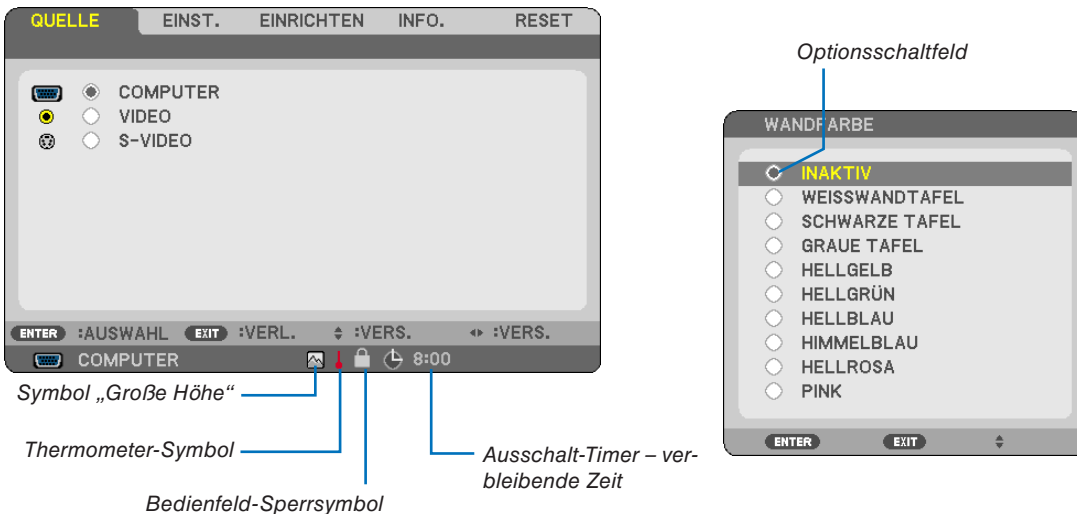 QUELLE EINST. EINRICHTEN INFO. RESET
COMPUTER
VIDEO
S-VIDEO
ENTER :AUSWAHL EXIT :VERL. :VERS. :VERS.
COMPUTER 8:00
Symbol „Große Höhe“
Thermometer-Symbol
Bedienfeld-Sperrsymbol
Ausschalt-Timer – ver-
bleibende Zeit
Optionsschaltfeld
WANDFARBE
INAKTIV
WEISSWANDTAFEL
SCHWARZE TAFEL
GRAUE TAFEL
HELLGELB
HELLGRÜN
HELLBLAU
HIMMELBLAU
HELLROSA
PINK
ENTER EXIT